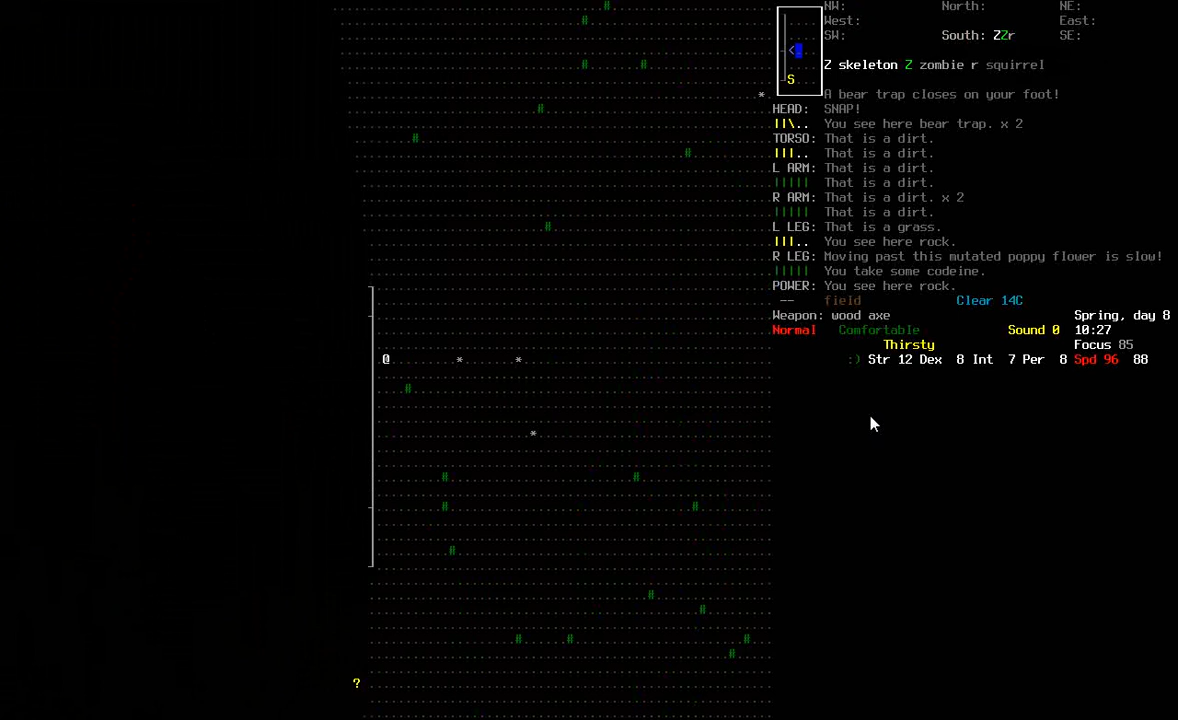 NW: North: NE:
West: East:
SW: South: ZZr SE:
<
Z skeleton Z zombie r squirrel
S
A bear trap closes on your foot!
HEAD: SNAP!
||\.. You see here bear trap. x 2
TORSO: That is a dirt.
|||.. That is a dirt.
L ARM: That is a dirt.
||||| That is a dirt.
R ARM: That is a dirt. x 2
||||| That is a dirt.
L LEG: That is a grass.
|||.. You see here rock.
R LEG: Moving past this mutated poppy flower is slow!
||||| You take some codeine.
POWER: You see here rock.
-- field Clear 14C
Weapon: wood axe Spring, day 8
Normal Comfortable Sound 0 10:27
Thirsty Focus 85
@ * * :) Str 12 Dex 8 Int 7 Per 8 Spd 96 88
?